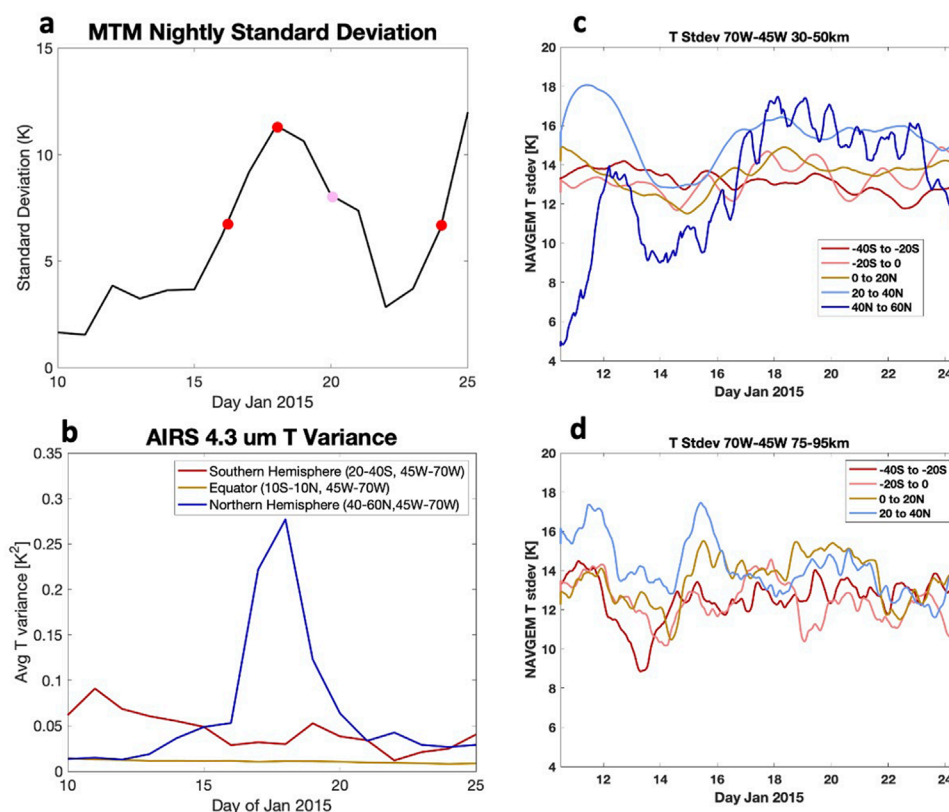 a
MTM Nightly Standard Deviation
Standard Deviation (K)
15
10
5
0
10
15
20
25
Day Jan 2015
b
AIRS 4.3 um T Variance
Avg T variance [K²]
0.35
0.3
0.25
0.2
0.15
0.1
0.05
0
Southern Hemisphere (20-40S, 45W-70W)
Equator (10S-10N, 45W-70W)
Northern Hemisphere (40-60N,45W-70W)
10
15
20
25
Day of Jan 2015
c
T Stdev 70W-45W 30-50km
NAVGEM T stdev [K]
20
18
16
14
12
10
8
6
4
-40S to -20S
-20S to 0
0 to 20N
20 to 40N
40N to 60N
12
14
16
18
20
22
24
Day Jan 2015
d
T Stdev 70W-45W 75-95km
NAVGEM T stdev [K]
20
18
16
14
12
10
8
6
4
-40S to -20S
-20S to 0
0 to 20N
20 to 40N
12
14
16
18
20
22
24
Day Jan 2015